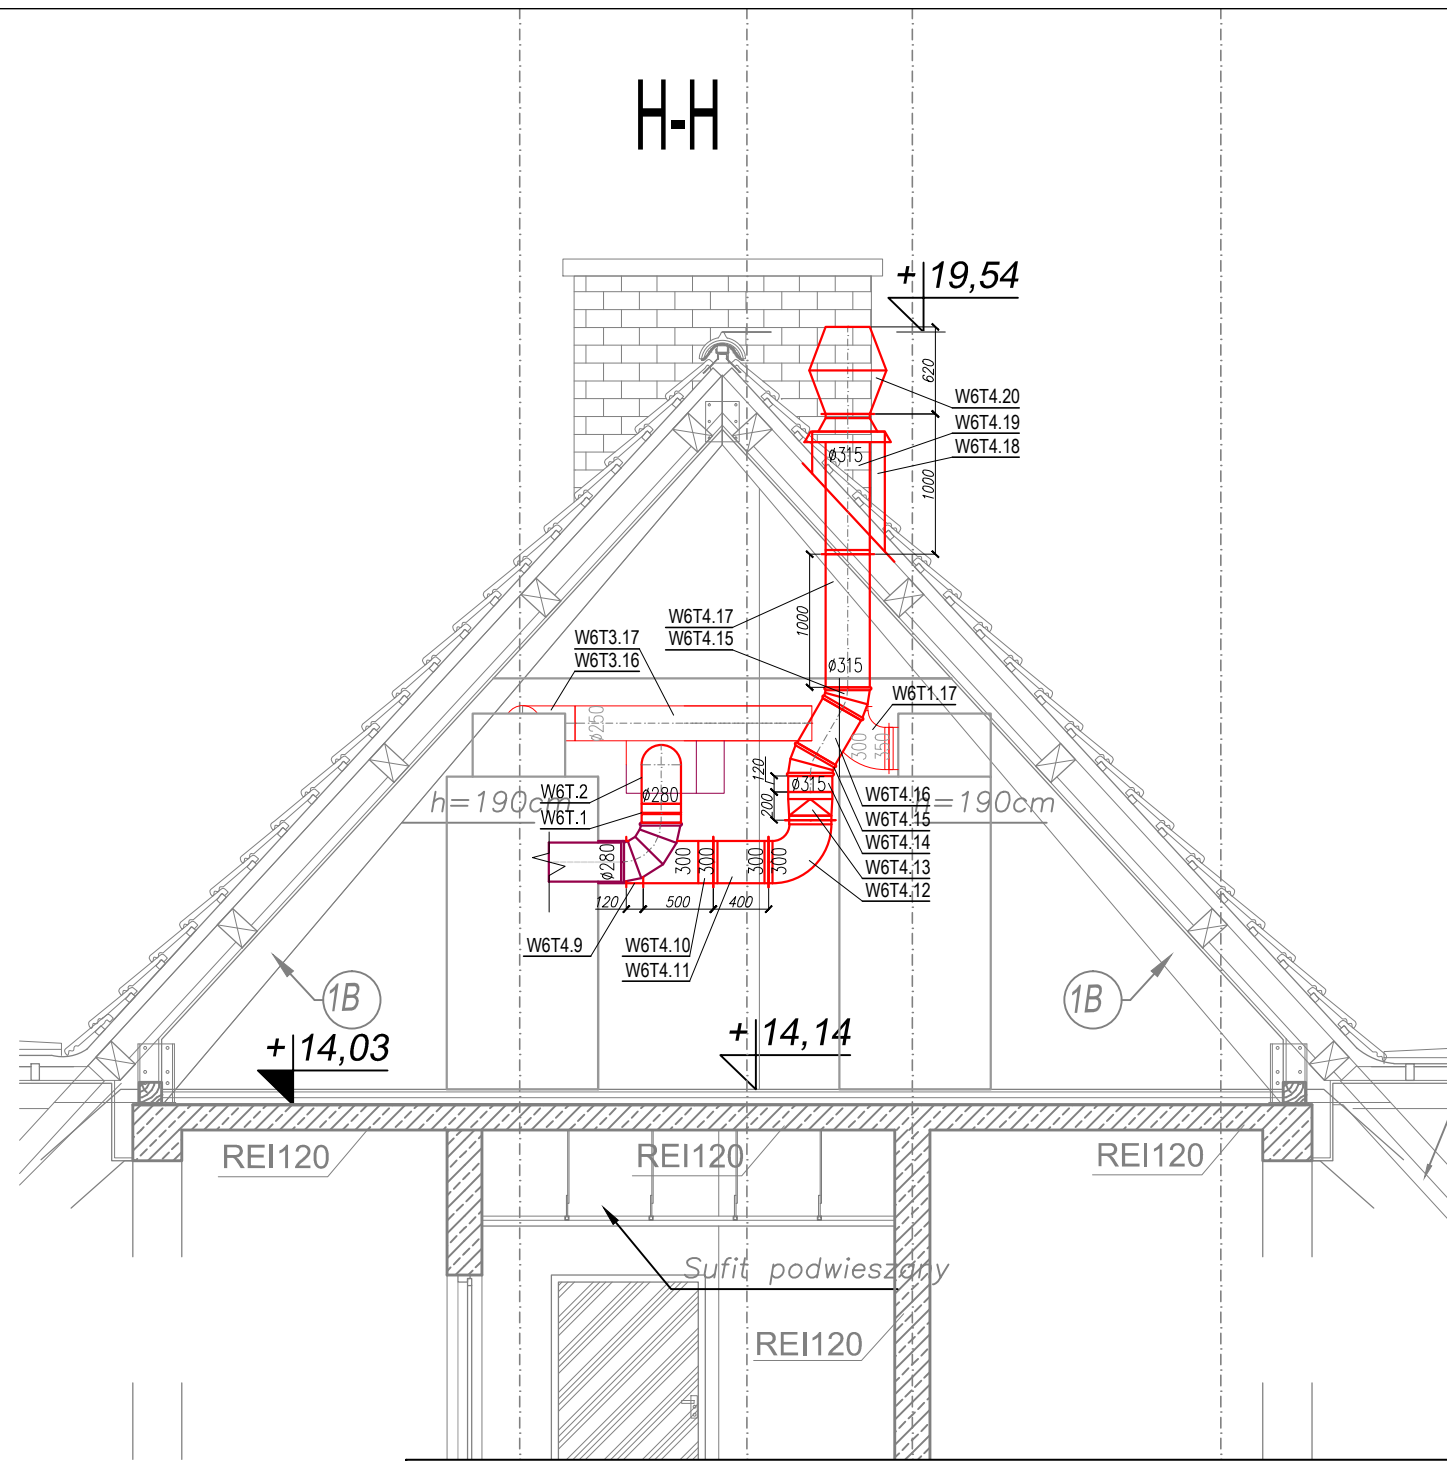 H-H
+19,54
620
W6T4.20
W6T4.19
W6T4.18
ø315
1000
W6T4.17
W6T4.15
1000
W6T3.17
W6T3.16
ø315
W6T1.17
ø250
300
350
120
ø315
200
W6T.2
W6T.1
ø280
h=190cm
h=190cm
W6T4.16
W6T4.15
W6T4.14
W6T4.13
W6T4.12
ø280
300
300
300
300
120
500
400
W6T4.9
W6T4.10
W6T4.11
1B
1B
+14,03
+14,14
REI120
REI120
REI120
Sufit podwieszany
REI120